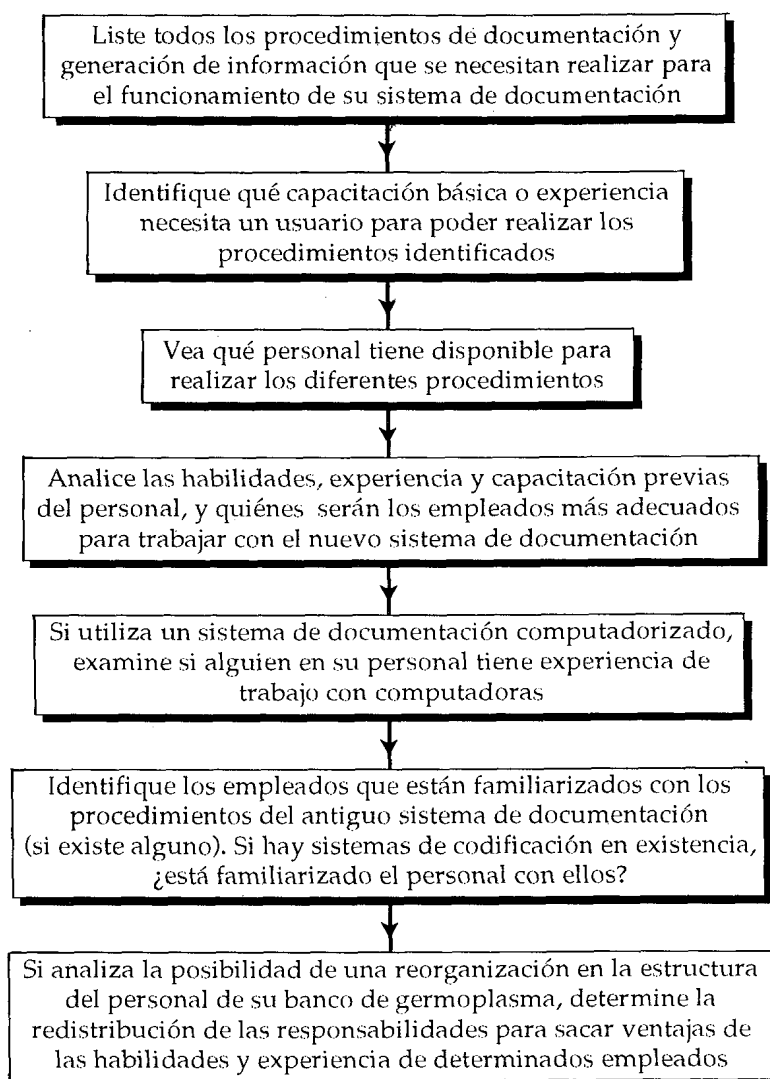 Liste todos los procedimientos de documentación y
generación de información que se necesitan realizar para
el funcionamiento de su sistema de documentación
Identifique qué capacitación básica o experiencia
necesita un usuario para poder realizar los
procedimientos identificados
Vea qué personal tiene disponible para
realizar los diferentes procedimientos
Analice las habilidades, experiencia y capacitación previas
del personal, y quiénes serán los empleados más adecuados
para trabajar con el nuevo sistema de documentación
Si utiliza un sistema de documentación computadorizado,
examine si alguien en su personal tiene experiencia de
trabajo con computadoras
Identifique los empleados que están familiarizados con los
procedimientos del antiguo sistema de documentación
(si existe alguno). Si hay sistemas de codificación en existencia,
¿está familiarizado el personal con ellos?
Si analiza la posibilidad de una reorganización en la estructura
del personal de su banco de germoplasma, determine la
redistribución de las responsabilidades para sacar ventajas de
las habilidades y experiencia de determinados empleados